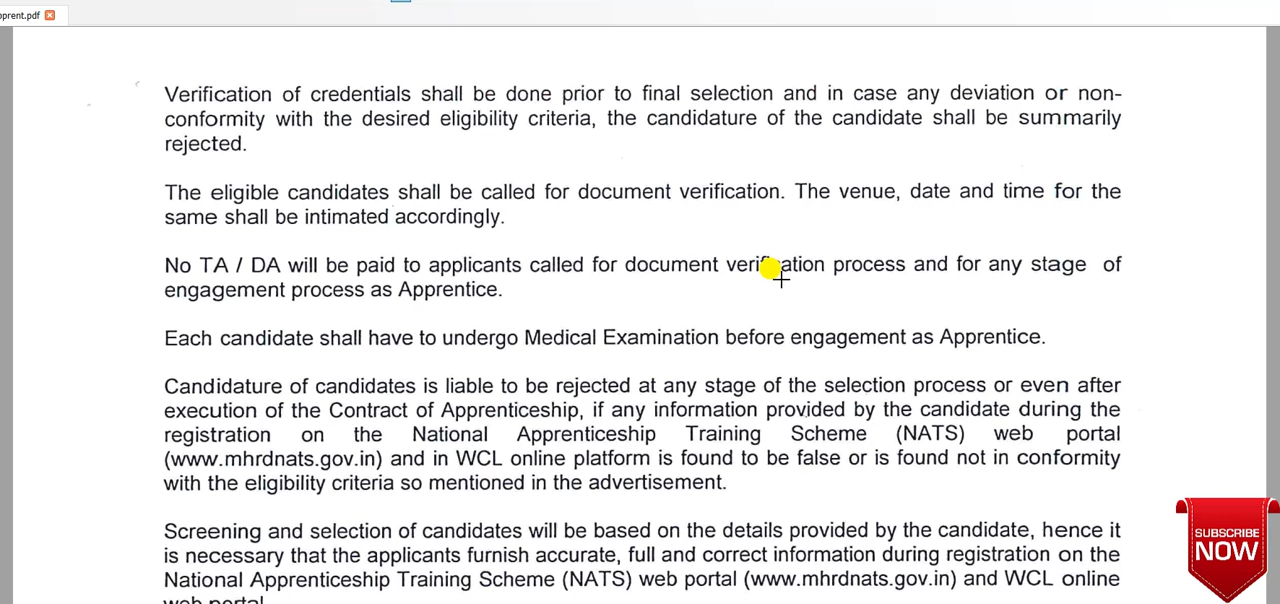 pprent.pdf
Verification of credentials shall be done prior to final selection and in case any deviation or non-
conformity with the desired eligibility criteria, the candidature of the candidate shall be summarily
rejected.
The eligible candidates shall be called for document verification. The venue, date and time for the
same shall be intimated accordingly.
No TA / DA will be paid to applicants called for document verification process and for any stage of
engagement process as Apprentice.
Each candidate shall have to undergo Medical Examination before engagement as Apprentice.
Candidature of candidates is liable to be rejected at any stage of the selection process or even after
execution of the Contract of Apprenticeship, if any information provided by the candidate during the
registration on the National Apprenticeship Training Scheme (NATS) web portal
(www.mhrdnats.gov.in) and in WCL online platform is found to be false or is found not in conformity
with the eligibility criteria so mentioned in the advertisement.
Screening and selection of candidates will be based on the details provided by the candidate, hence it
is necessary that the applicants furnish accurate, full and correct information during registration on the
National Apprenticeship Training Scheme (NATS) web portal (www.mhrdnats.gov.in) and WCL online
web portal
SUBSCRIBE
NOW